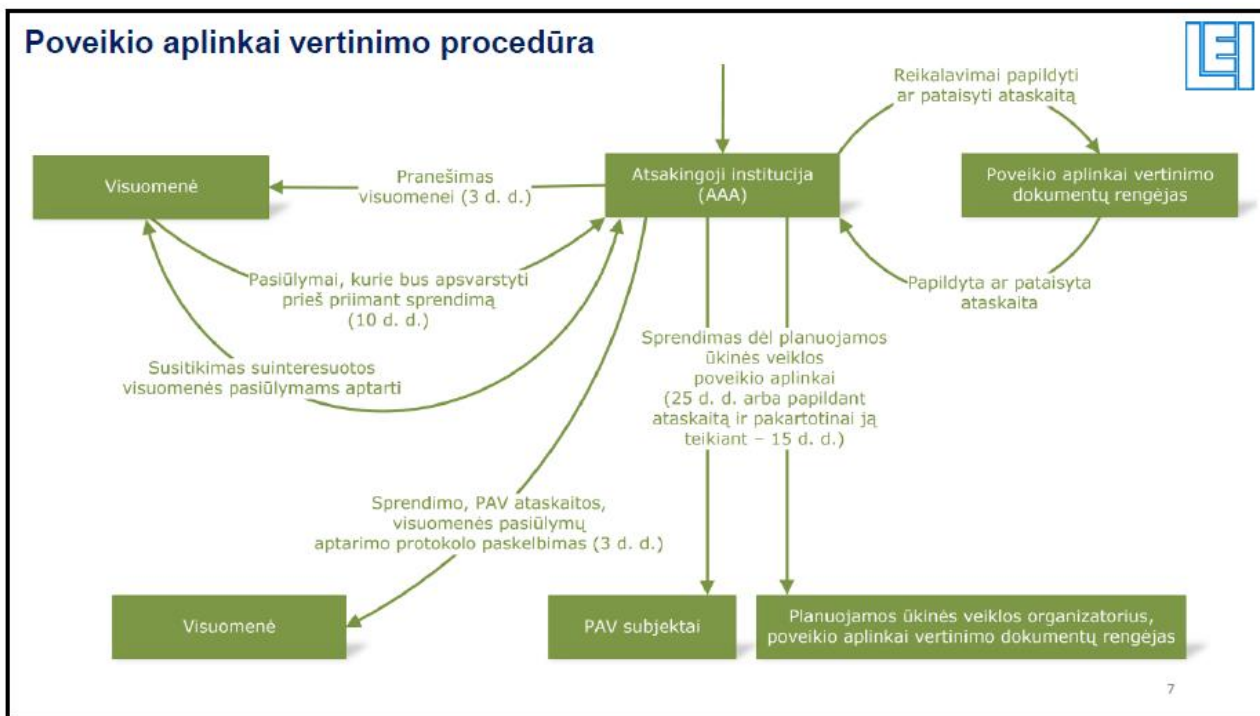 Poveikio aplinkai vertinimo procedūra
LEI
Reikalavimai papildyti
ar pataisyti ataskaitą
Visuomenė
Pranešimas
visuomenei (3 d. d.)
Atsakingoji institucija
(AAA)
Poveikio aplinkai vertinimo
dokumentų rengėjas
Pasiūlymai, kurie bus apsvarstyti
prieš priimant sprendimą
(10 d. d.)
Papildyta ar pataisyta
ataskaita
Susitikimas suinteresuotos
visuomenės pasiūlymams aptarti
Sprendimas dėl planuojamos
ūkinės veiklos
poveikio aplinkai
(25 d. d. arba papildant
ataskaitą ir pakartotinai ją
teikiant – 15 d. d.)
Sprendimo, PAV ataskaitos,
visuomenės pasiūlymų
aptarimo protokolo paskelbimas (3 d. d.)
Visuomenė
PAV subjektai
Planuojamos ūkinės veiklos organizatorius,
poveikio aplinkai vertinimo dokumentų rengėjas
7